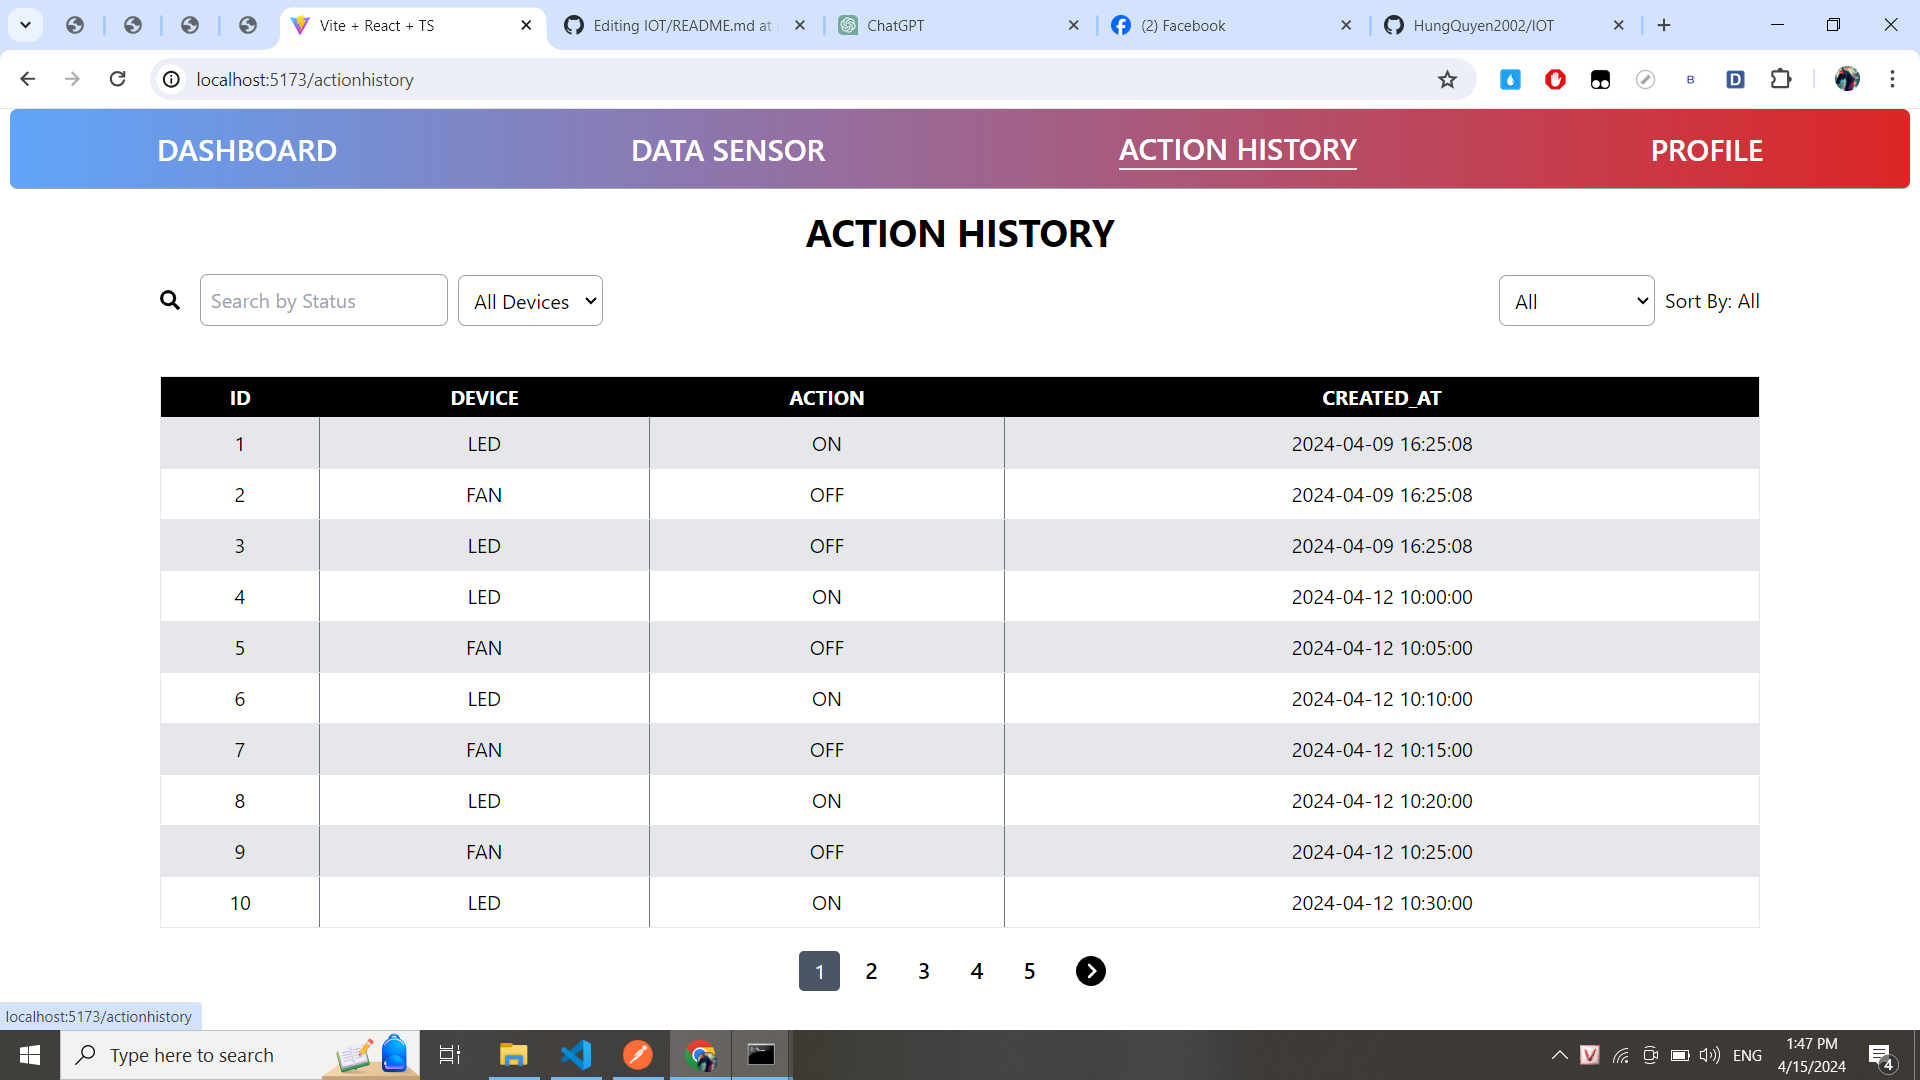 Vite + React + TS
Editing IOT/README.md at
ChatGPT
(2) Facebook
HungQuyen2002/IOT
localhost:5173/actionhistory
B
D
DASHBOARD
DATA SENSOR
ACTION HISTORY
PROFILE
ACTION HISTORY
Search by Status
All Devices
All
Sort By: All
ID DEVICE ACTION CREATED_AT
1 LED ON 2024-04-09 16:25:08
2 FAN OFF 2024-04-09 16:25:08
3 LED OFF 2024-04-09 16:25:08
4 LED ON 2024-04-12 10:00:00
5 FAN OFF 2024-04-12 10:05:00
6 LED ON 2024-04-12 10:10:00
7 FAN OFF 2024-04-12 10:15:00
8 LED ON 2024-04-12 10:20:00
9 FAN OFF 2024-04-12 10:25:00
10 LED ON 2024-04-12 10:30:00
1 2 3 4 5
localhost:5173/actionhistory
Type here to search
V
ENG
1:47 PM
4/15/2024
4